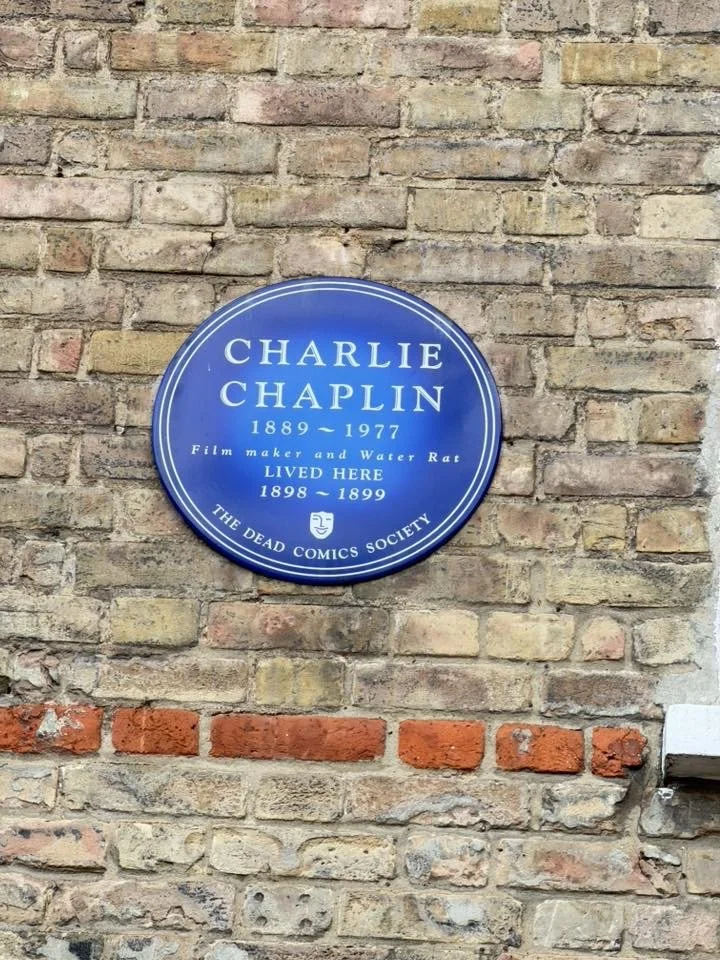 CHARLIE
CHAPLIN
1889 ~ 1977
Film maker and Water Rat
LIVED HERE
1898 ~ 1899
THE DEAD COMICS SOCIETY